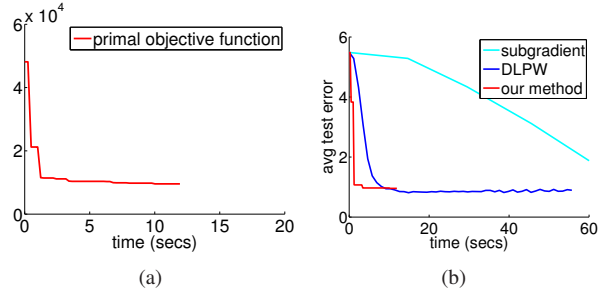 6 x 10^4
primal objective function
4
2
0
0 5 10 15 20
time (secs)
(a)
avg test error
6
subgradient
DLPW
our method
4
2
0
0 20 40 60
time (secs)
(b)